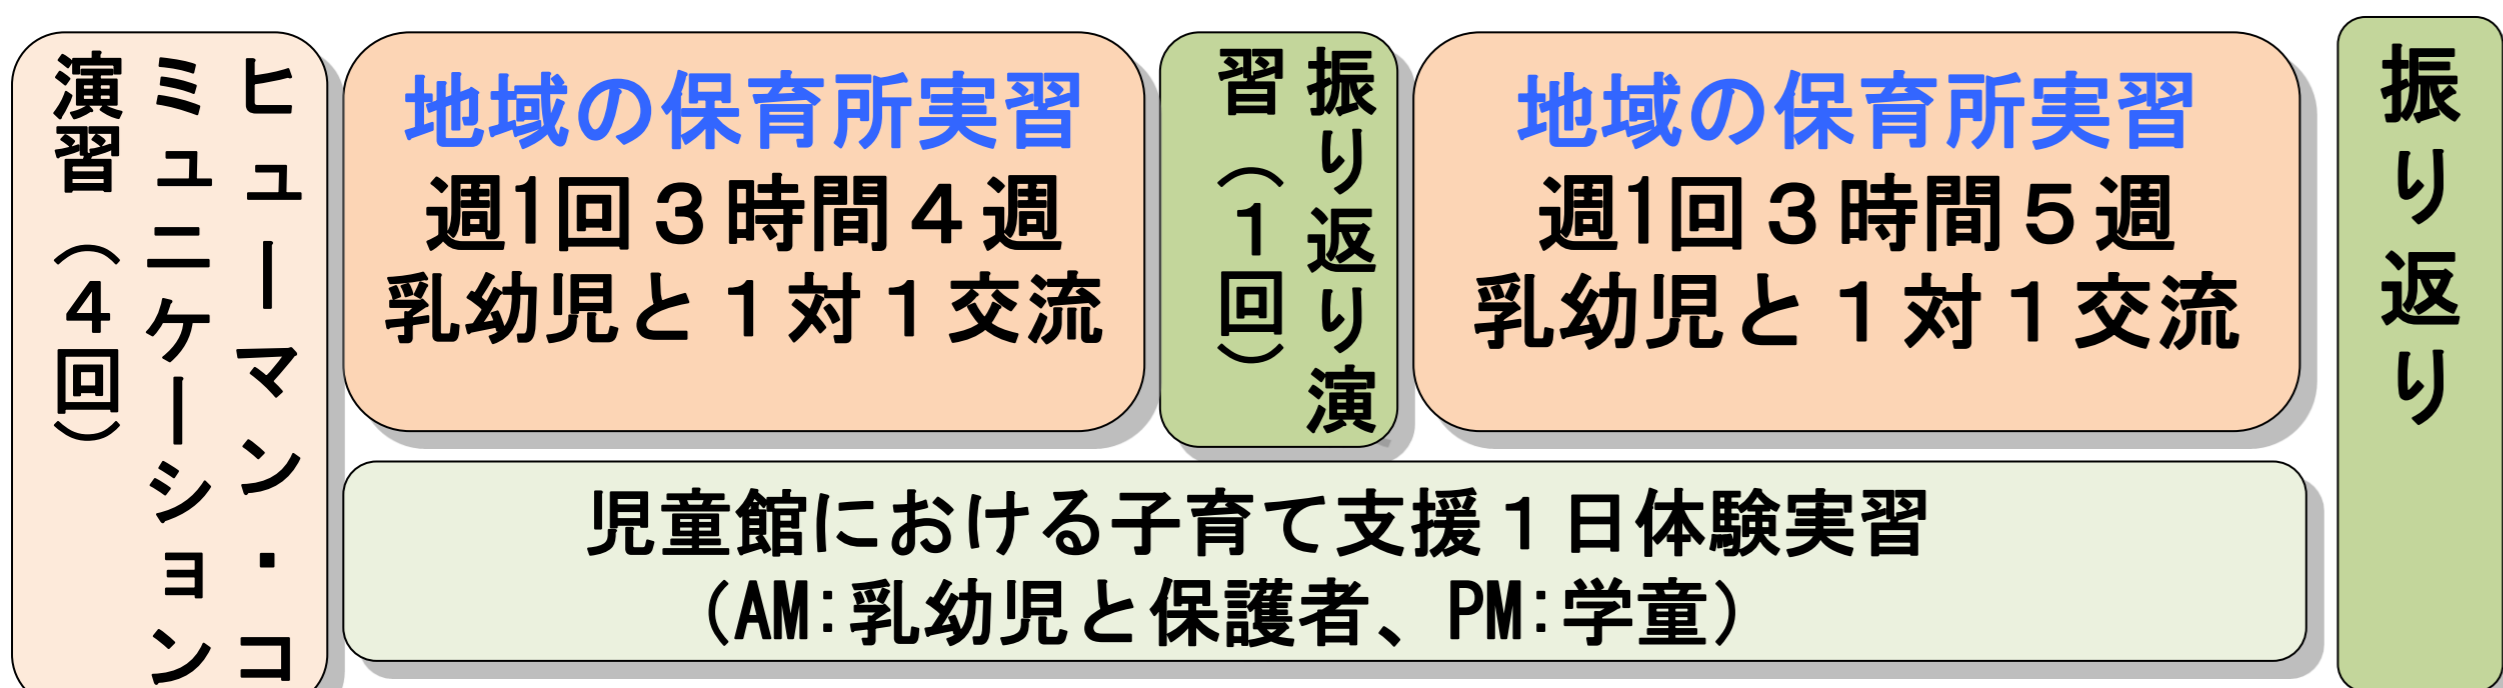 ヒューマン・コ
ミュニケーション
演習（４回）
地域の保育所実習
週1回３時間４週
乳幼児と１対１交流
振り返り演
習（１回）
地域の保育所実習
週1回３時間５週
乳幼児と１対１交流
児童館における子育て支援１日体験実習
（AM:乳幼児と保護者、PM:学童）
振り返り